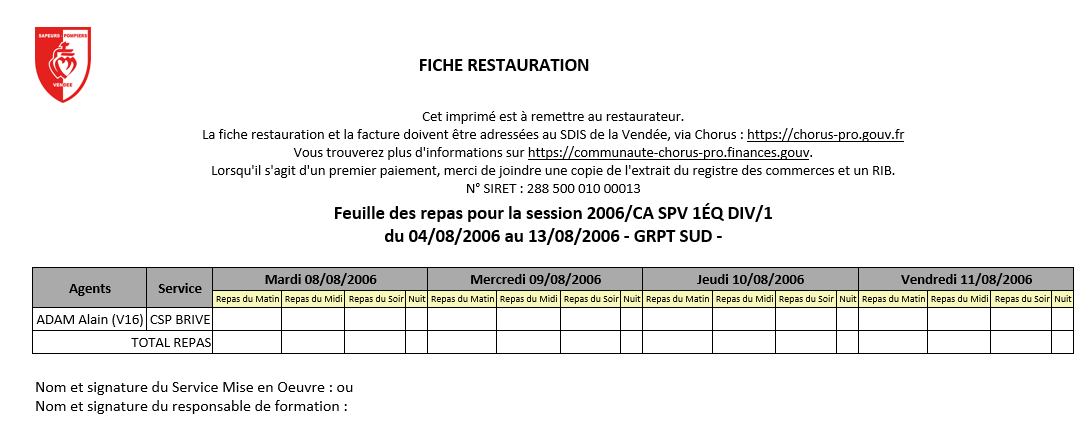 SAPEURS POMPIERS
VENDEE
FICHE RESTAURATION
Cet imprimé est à remettre au restaurateur.
La fiche restauration et la facture doivent être adressées au SDIS de la Vendée, via Chorus : https://chorus-pro.gouv.fr
Vous trouverez plus d'informations sur https://communaute-chorus-pro.finances.gouv.
Lorsqu'il s'agit d'un premier paiement, merci de joindre une copie de l'extrait du registre des commerces et un RIB.
N° SIRET : 288 500 010 00013
Feuille des repas pour la session 2006/CA SPV 1ÉQ DIV/1
du 04/08/2006 au 13/08/2006 - GRPT SUD -
Agents Service Mardi 08/08/2006 Mercredi 09/08/2006 Jeudi 10/08/2006 Vendredi 11/08/2006
Repas du Matin Repas du Midi Repas du Soir Nuit Repas du Matin Repas du Midi Repas du Soir Nuit Repas du Matin Repas du Midi Repas du Soir Nuit Repas du Matin Repas du Midi Repas du Soir Nuit
ADAM Alain (V16) CSP BRIVE
TOTAL REPAS
Nom et signature du Service Mise en Oeuvre : ou
Nom et signature du responsable de formation :